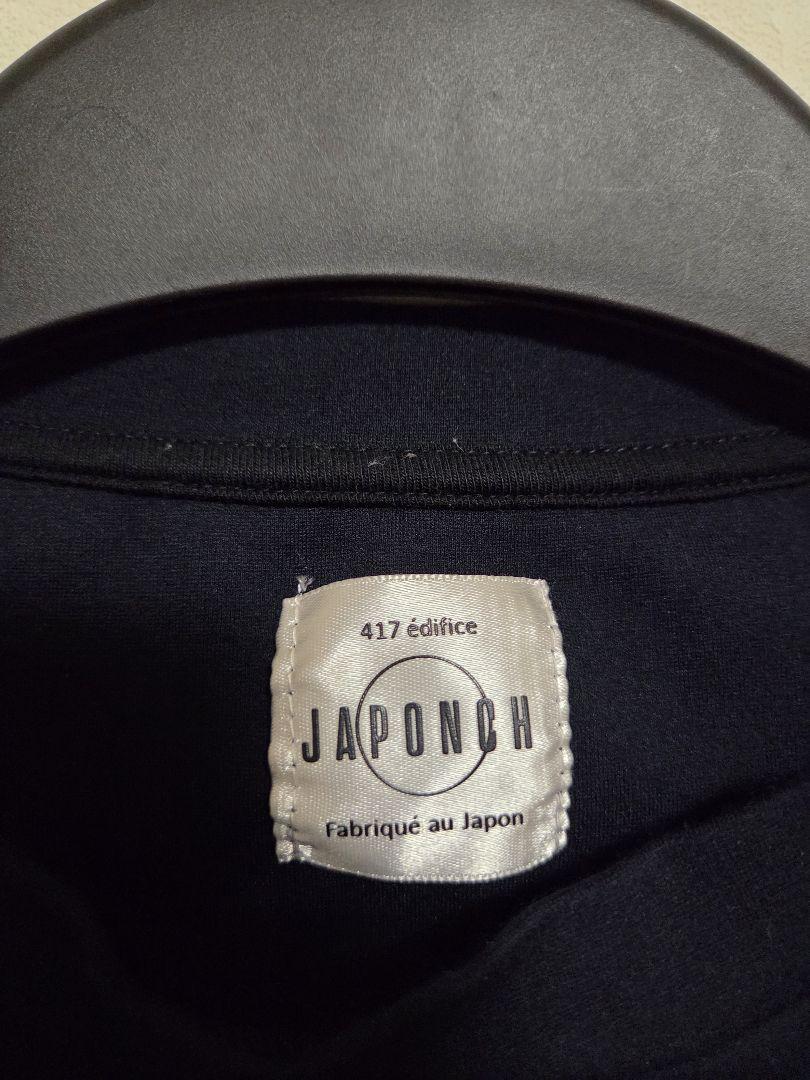 417 édifice
JAPONCH
Fabriqué au Japon